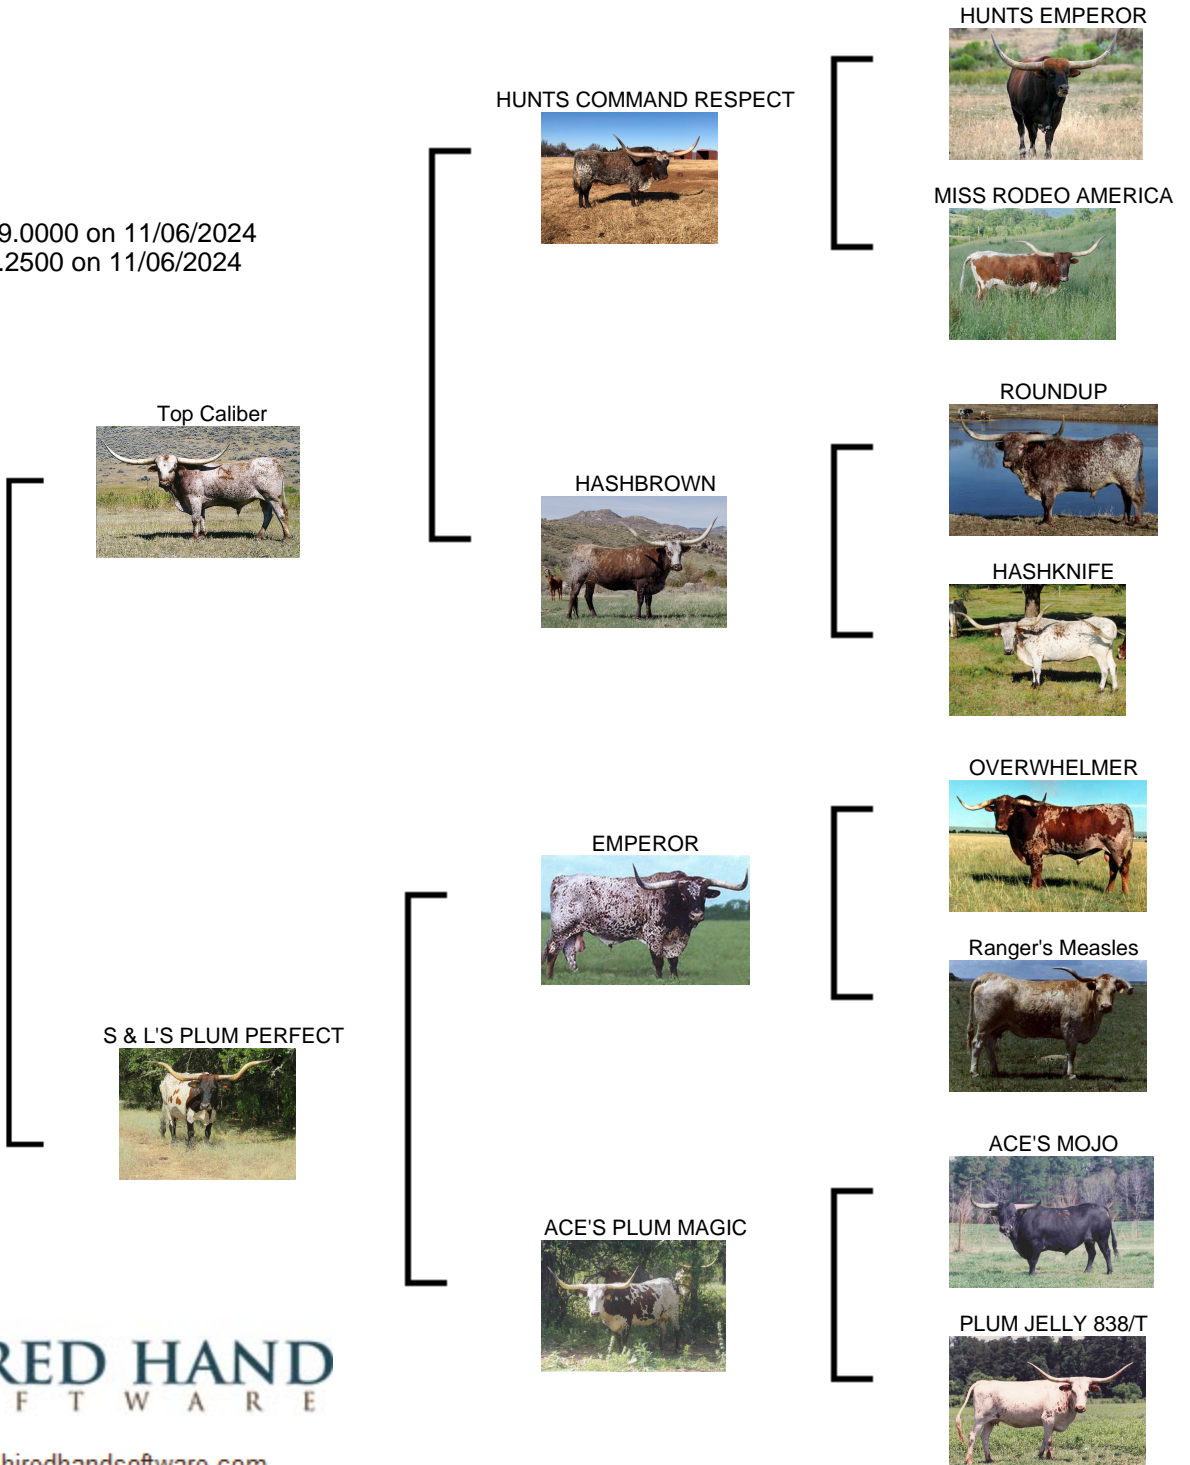 HUNTS EMPEROR
HUNTS COMMAND RESPECT
MISS RODEO AMERICA
9.0000 on 11/06/2024
.2500 on 11/06/2024
ROUNDUP
Top Caliber
HASHBROWN
HASHKNIFE
OVERWHELMER
EMPEROR
Ranger's Measles
S & L'S PLUM PERFECT
ACE'S MOJO
ACE'S PLUM MAGIC
PLUM JELLY 838/T
RED HAND
F T W A R E
hiredhandsoftware.com